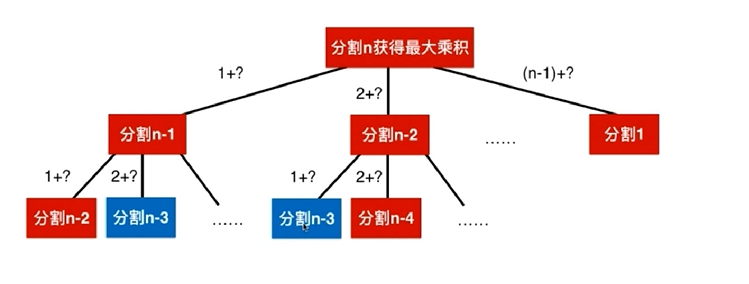 分割n获得最大乘积
1+?
2+?
(n-1)+?
分割n-1
分割n-2
......
分割1
1+?
2+?
1+?
2+?
分割n-2
分割n-3
......
分割n-3
分割n-4
......